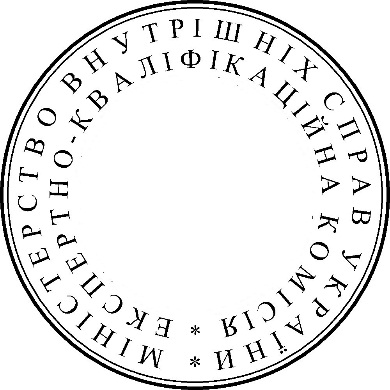 МІНІСТЕРСТВО ВНУТРІШНІХ СПРАВ УКРАЇНИ *
ЕКСПЕРТНО-КВАЛІФІКАЦІЙНА КОМІСІЯ *